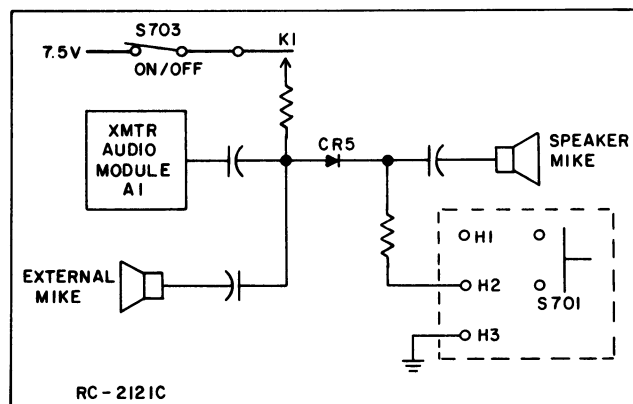 S703
K1
7.5V
ON/OFF
XMTR
AUDIO
MODULE
A1
CR5
SPEAKER
MIKE
H1
EXTERNAL
MIKE
H2
S701
H3
RC-2121C